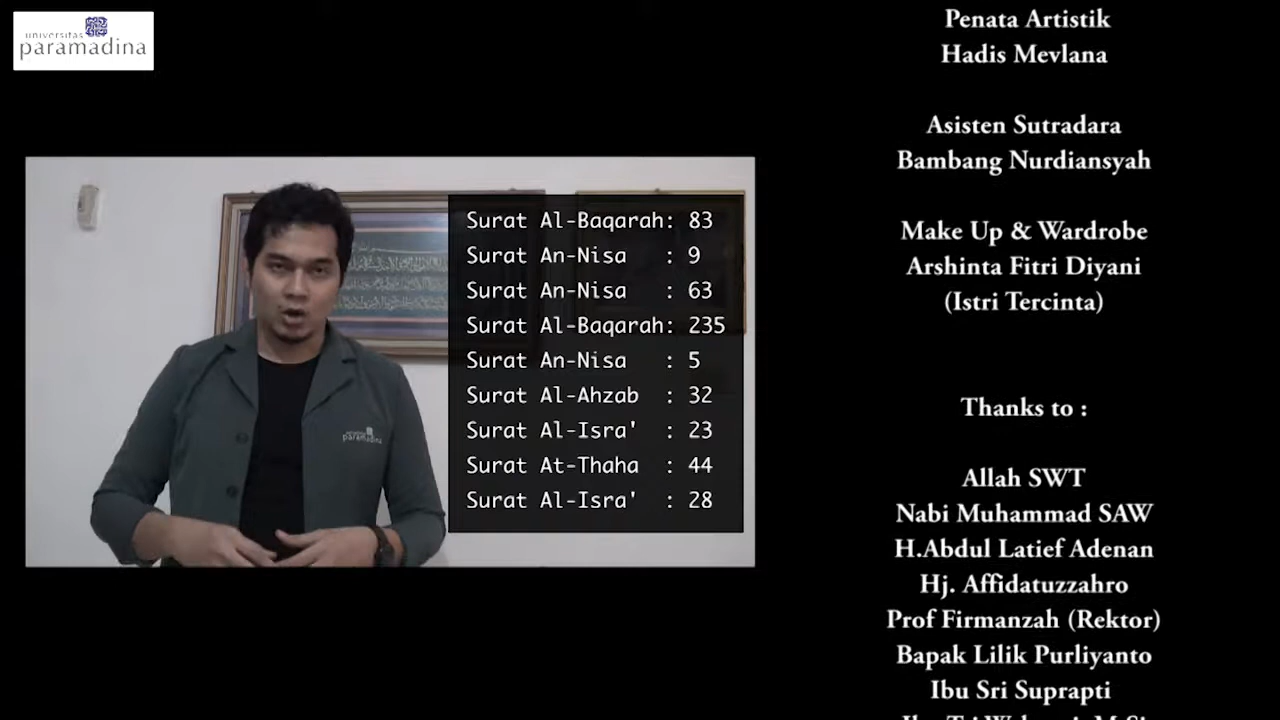 universitas
paramadina
Surat Al-Baqarah: 83
Surat An-Nisa : 9
Surat An-Nisa : 63
Surat Al-Baqarah: 235
Surat An-Nisa : 5
Surat Al-Ahzab : 32
Surat Al-Isra' : 23
Surat At-Thaha : 44
Surat Al-Isra' : 28
paramadina
Penata Artistik
Hadis Mevlana
Asisten Sutradara
Bambang Nurdiansyah
Make Up & Wardrobe
Arshinta Fitri Diyani
(Istri Tercinta)
Thanks to :
Allah SWT
Nabi Muhammad SAW
H.Abdul Latief Adenan
Hj. Affidatuzzahro
Prof Firmanzah (Rektor)
Bapak Lilik Purliyanto
Ibu Sri Suprapti